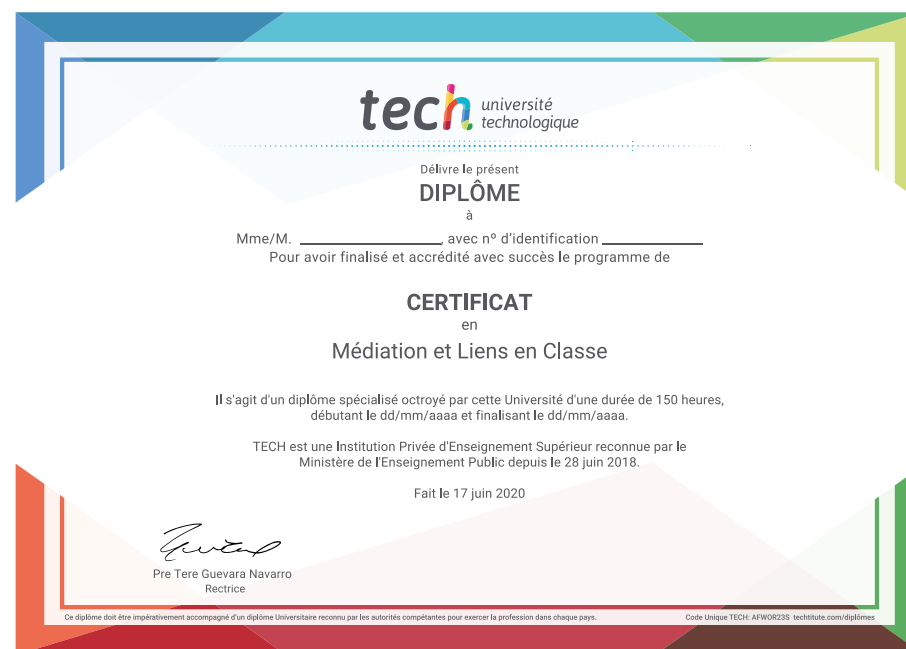 tech université
technologique
Délivre le présent
DIPLÔME
à
Mme/M. ____________________, avec nº d'identification ______________
Pour avoir finalisé et accrédité avec succès le programme de
CERTIFICAT
en
Médiation et Liens en Classe
Il s'agit d'un diplôme spécialisé octroyé par cette Université d'une durée de 150 heures,
débutant le dd/mm/aaaa et finalisant le dd/mm/aaaa.
TECH est une Institution Privée d'Enseignement Supérieur reconnue par le
Ministère de l'Enseignement Public depuis le 28 juin 2018.
Fait le 17 juin 2020
Pre Tere Guevara Navarro
Rectrice
Ce diplôme doit être impérativement accompagné d'un diplôme Universitaire reconnu par les autorités compétantes pour exercer la profession dans chaque pays.
Code Unique TECH: AFWOR23S techtitute.com/diplômes